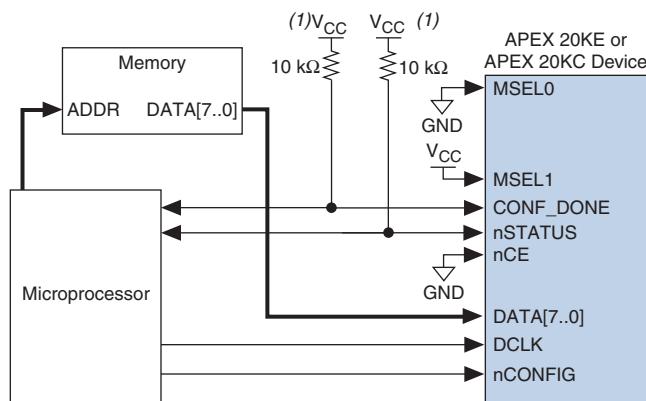 (1) VCC
VCC (1)
10 kΩ
10 kΩ
Memory
ADDR
DATA[7..0]
Microprocessor
APEX 20KE or
APEX 20KC Device
MSEL0
GND
VCC
MSEL1
CONF_DONE
nSTATUS
nCE
GND
DATA[7..0]
DCLK
nCONFIG